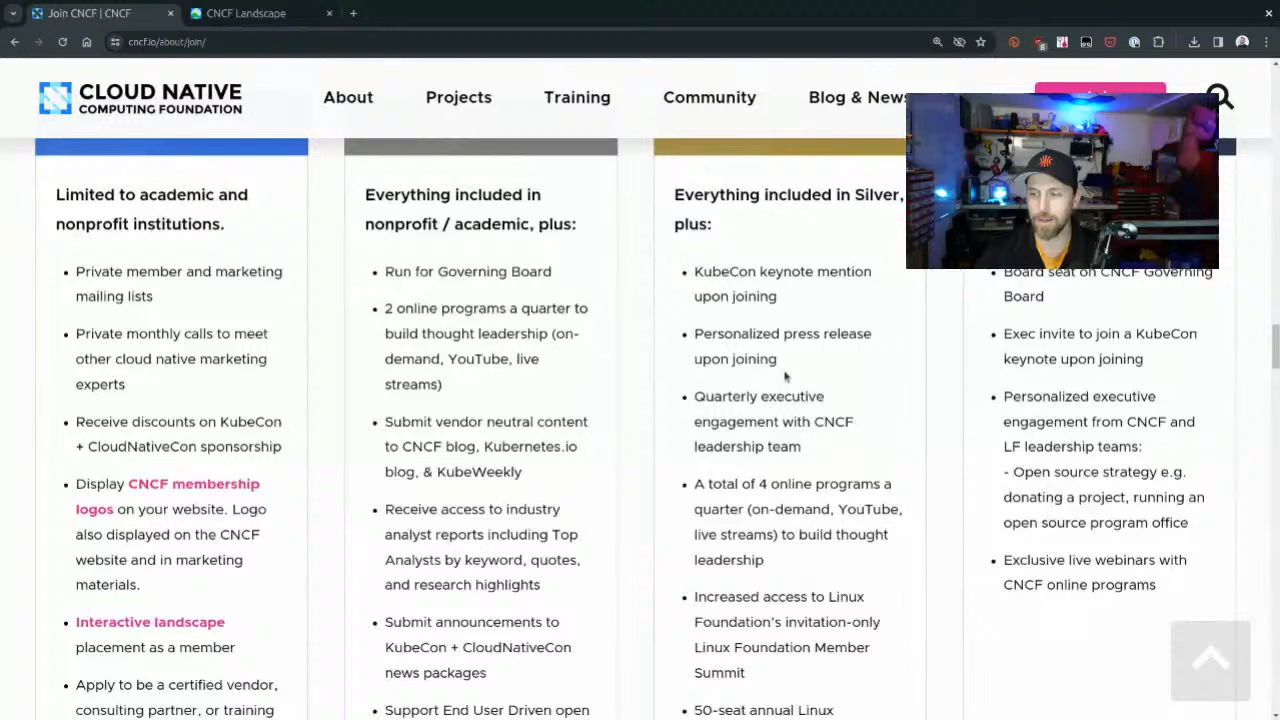 Join CNCF | CNCF
CNCF Landscape
cncf.io/about/join/
8
CLOUD NATIVE
COMPUTING FOUNDATION
About
Projects
Training
Community
Blog & News
Limited to academic and
nonprofit institutions.
Private member and marketing
mailing lists
Private monthly calls to meet
other cloud native marketing
experts
Receive discounts on KubeCon
+ CloudNativeCon sponsorship
Display CNCF membership
logos on your website. Logo
also displayed on the CNCF
website and in marketing
materials.
Interactive landscape
placement as a member
Apply to be a certified vendor,
consulting partner, or training
Everything included in
nonprofit / academic, plus:
Run for Governing Board
2 online programs a quarter to
build thought leadership (on-
demand, YouTube, live
streams)
Submit vendor neutral content
to CNCF blog, Kubernetes.io
blog, & KubeWeekly
Receive access to industry
analyst reports including Top
Analysts by keyword, quotes,
and research highlights
Submit announcements to
KubeCon + CloudNativeCon
news packages
Support End User Driven open
Everything included in Silver,
plus:
KubeCon keynote mention
upon joining
Personalized press release
upon joining
Quarterly executive
engagement with CNCF
leadership team
A total of 4 online programs a
quarter (on-demand, YouTube,
live streams) to build thought
leadership
Increased access to Linux
Foundation's invitation-only
Linux Foundation Member
Summit
50-seat annual Linux
Board seat on CNCF Governing
Board
Exec invite to join a KubeCon
keynote upon joining
Personalized executive
engagement from CNCF and
LF leadership teams:
- Open source strategy e.g.
donating a project, running an
open source program office
Exclusive live webinars with
CNCF online programs